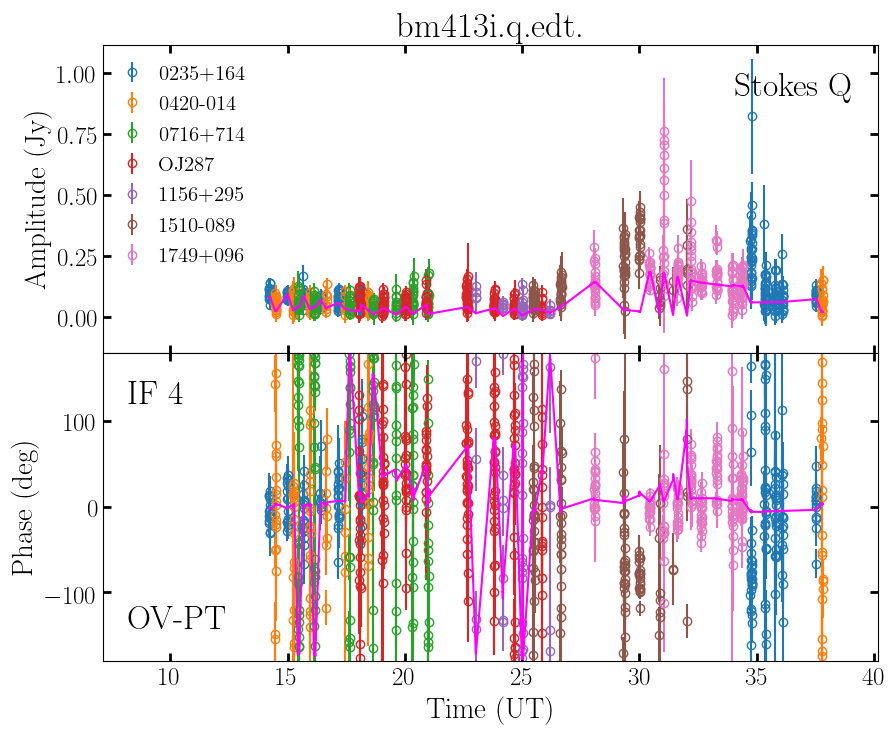 bm413i.q.edt.
Stokes Q
0235+164
0420-014
0716+714
OJ287
1156+295
1510-089
1749+096
1.00
0.75
0.50
0.25
0.00
Amplitude (Jy)
IF 4
OV-PT
100
0
−100
Phase (deg)
10 15 20 25 30 35 40
Time (UT)